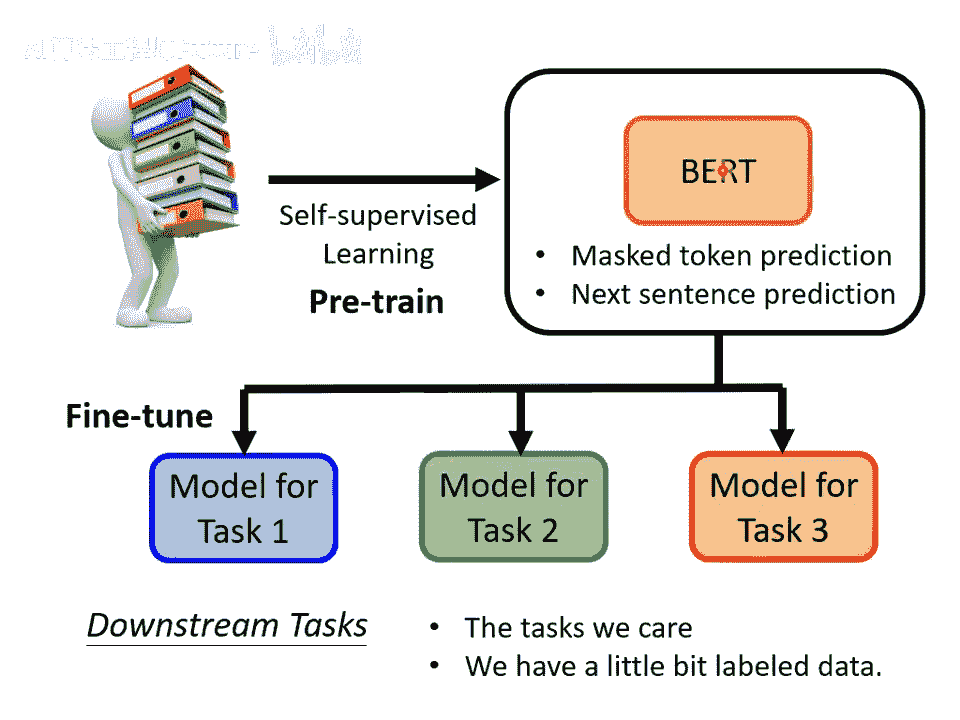 BERT
Self-supervised
Learning
Pre-train
• Masked token prediction
• Next sentence prediction
Fine-tune
Model for
Task 1
Model for
Task 2
Model for
Task 3
Downstream Tasks
• The tasks we care
• We have a little bit labeled data.